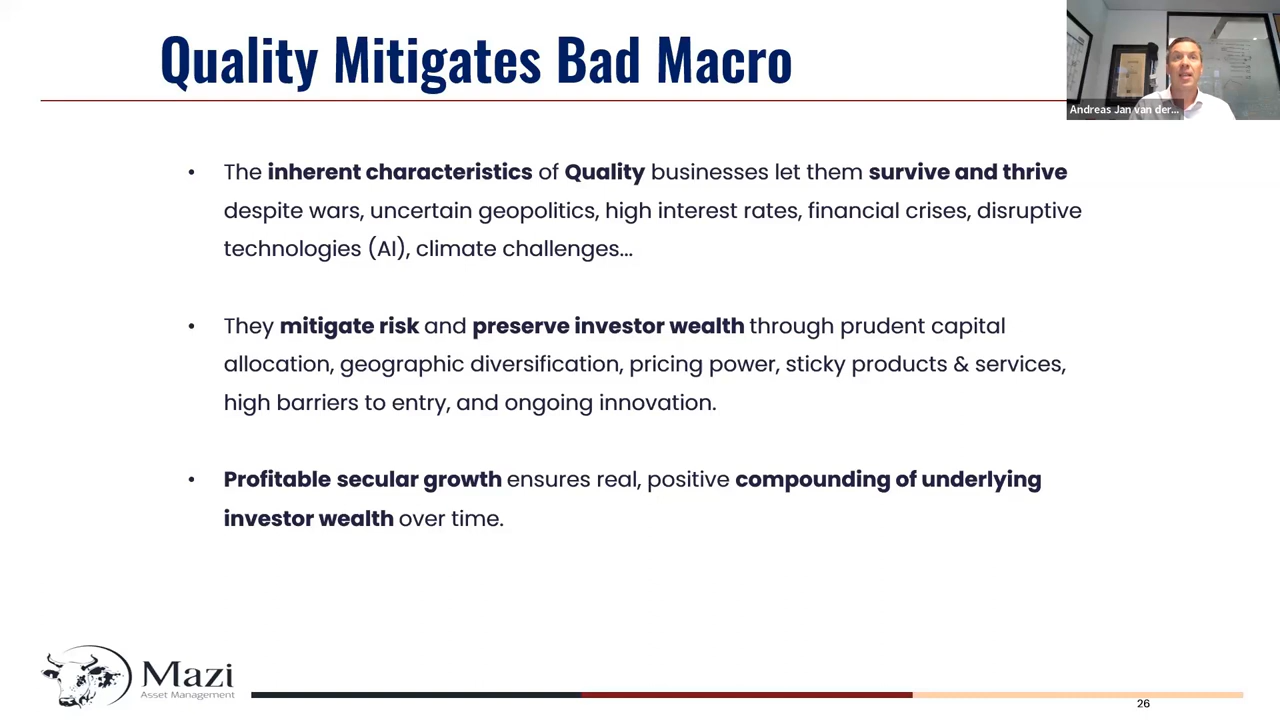 Quality Mitigates Bad Macro
Andreas Jan van der...
• The inherent characteristics of Quality businesses let them survive and thrive
despite wars, uncertain geopolitics, high interest rates, financial crises, disruptive
technologies (AI), climate challenges...
• They mitigate risk and preserve investor wealth through prudent capital
allocation, geographic diversification, pricing power, sticky products & services,
high barriers to entry, and ongoing innovation.
• Profitable secular growth ensures real, positive compounding of underlying
investor wealth over time.
Mazi
Asset Management
26